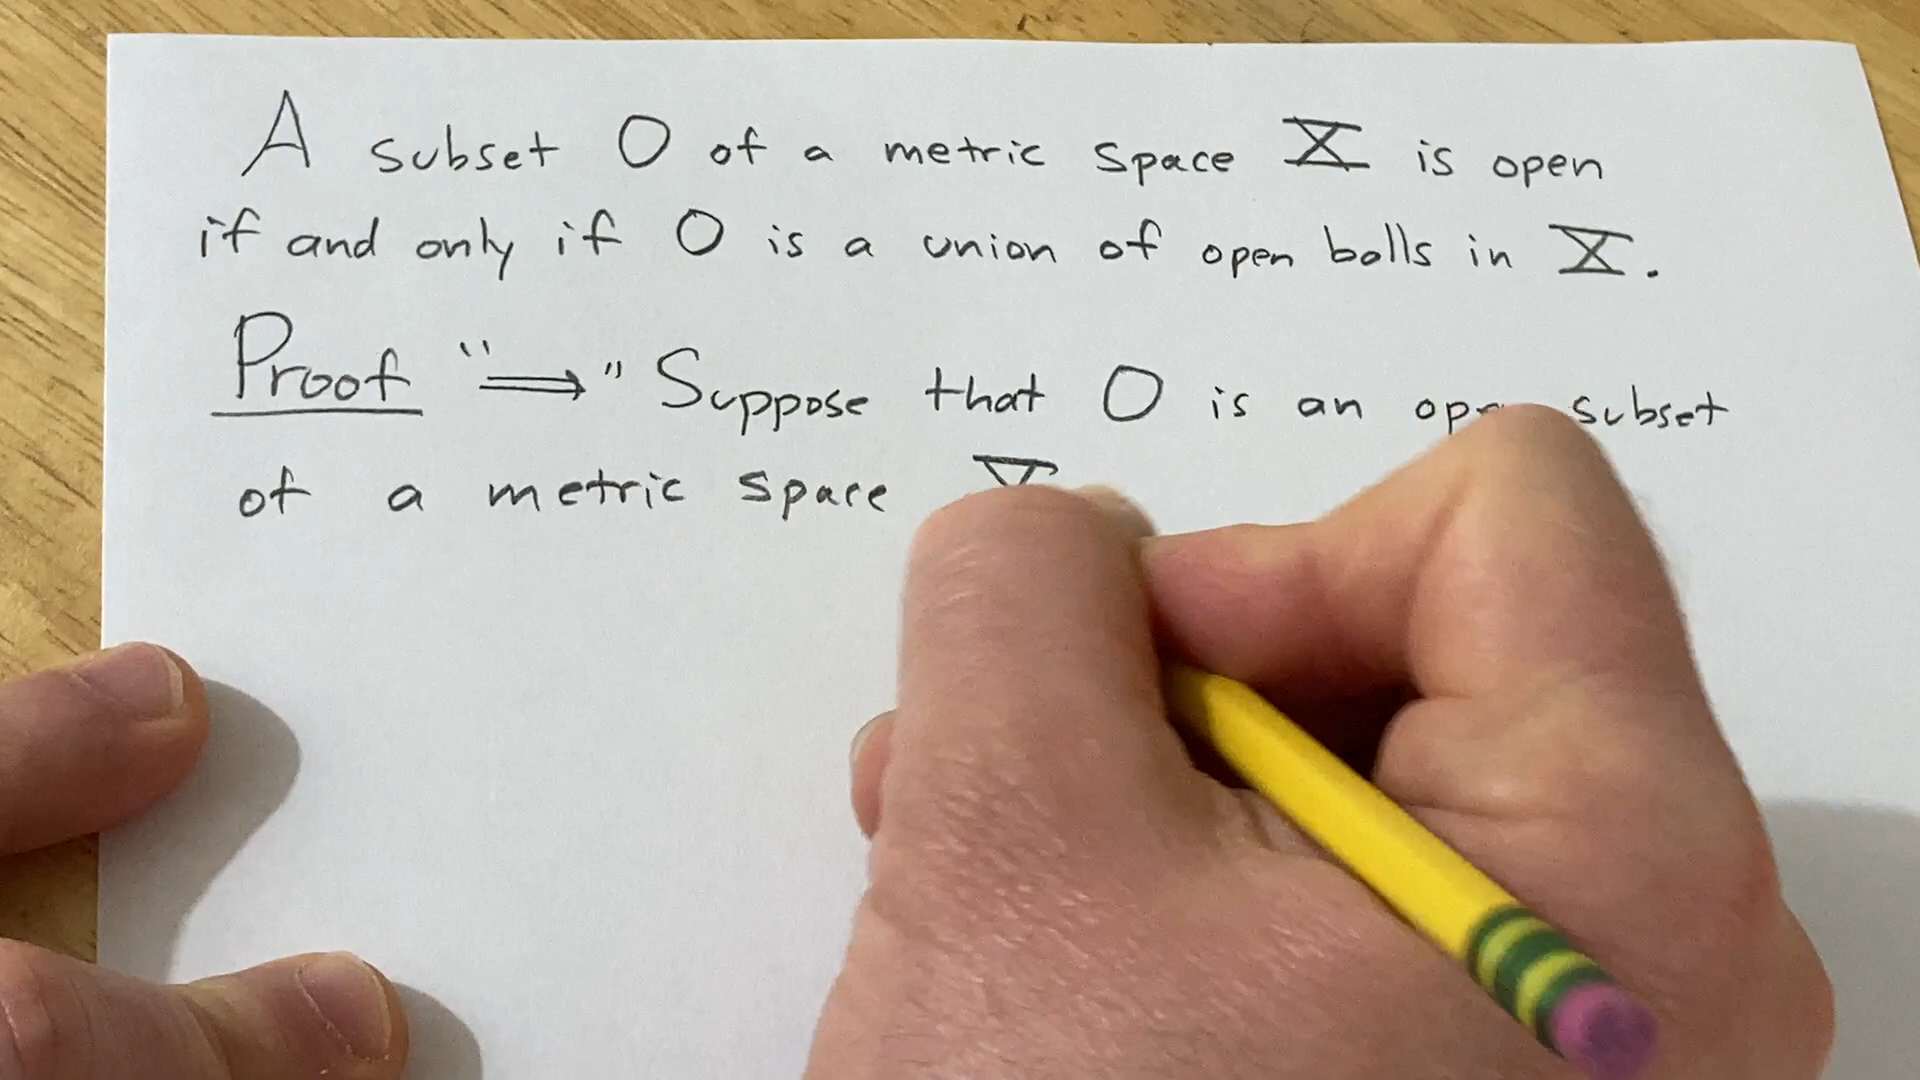 A subset O of a metric space X is open
if and only if O is a union of open balls in X.
Proof "⟹" Suppose that O is an subset
of a metric space